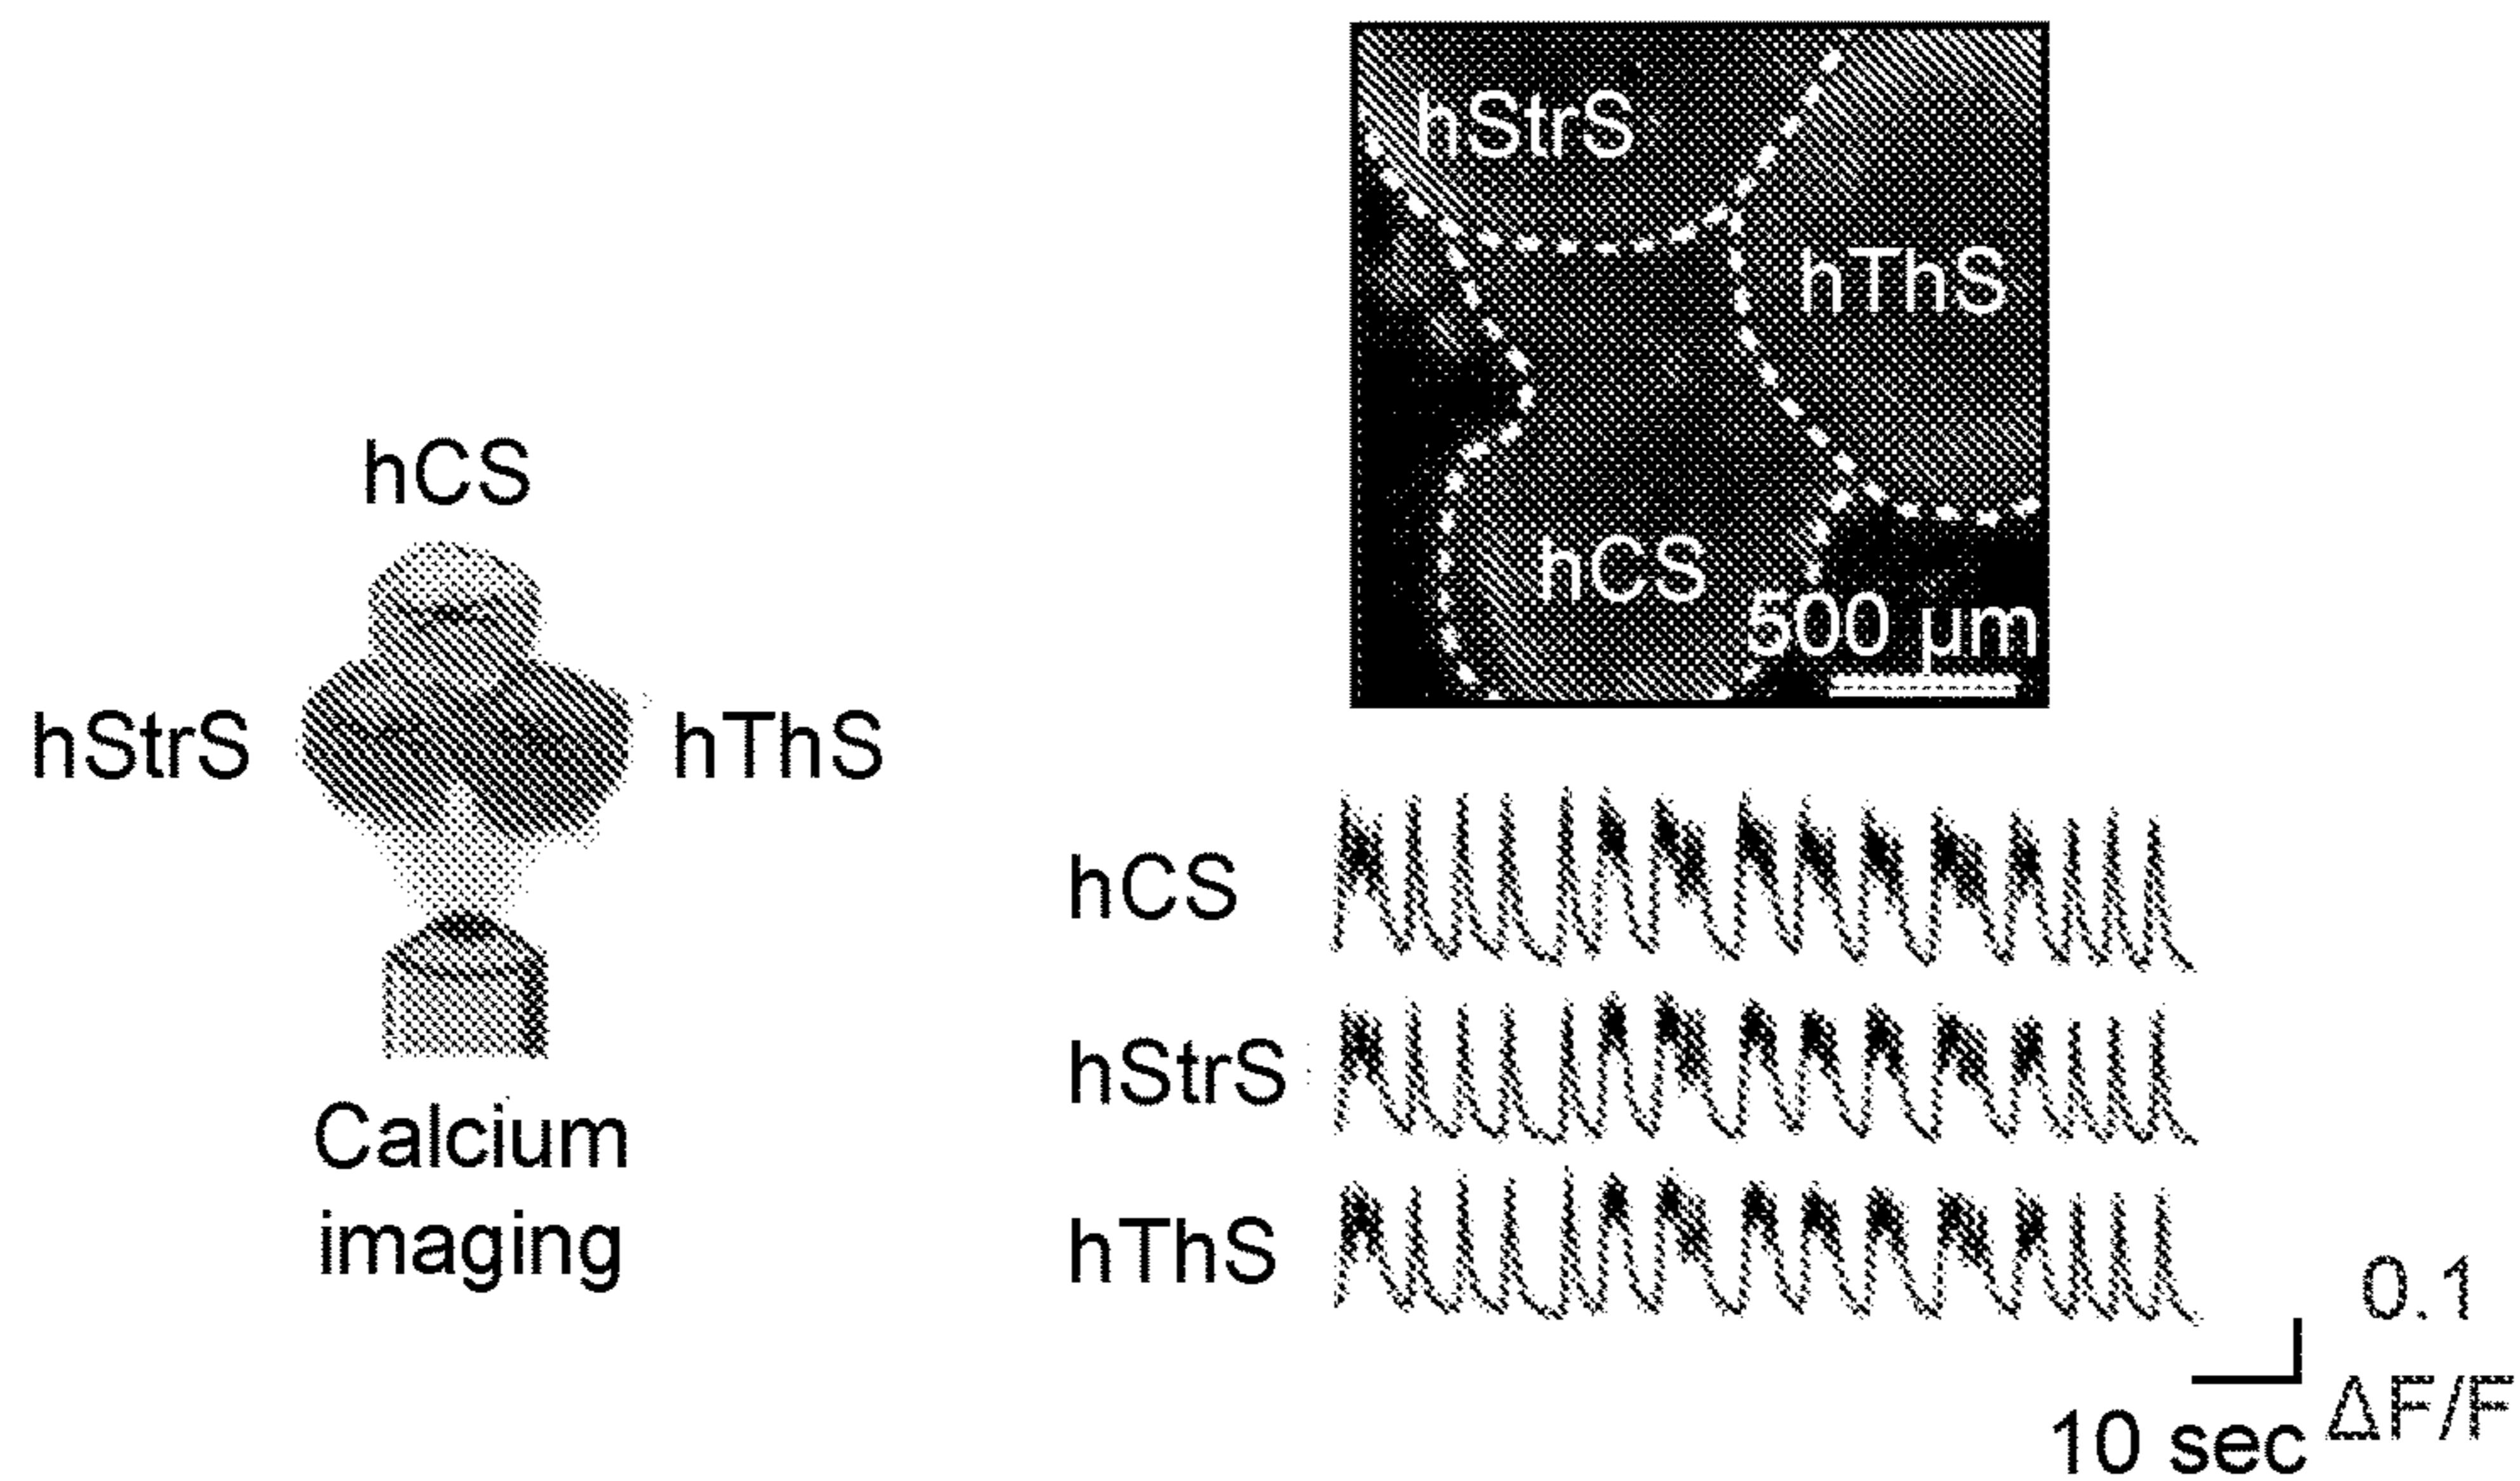 hCS
hStrS
hThS
Calcium
imaging
hStrS
hThS
hCS
500 µm
hCS
hStrS
hThS
0.1
ΔF/F
10 sec